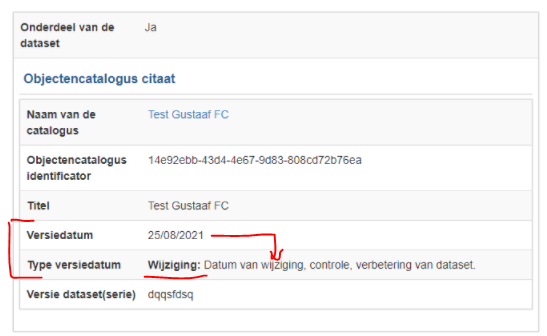 Onderdeel van de Ja
dataset
Objectencatalogus citaat
Naam van de Test Gustaaf FC
catalogus
Objectencatalogus 14e92ebb-43d4-4e67-9d83-808cd72b76ea
identificator
Titel Test Gustaaf FC
Versiedatum 25/08/2021
Type versiedatum Wijziging: Datum van wijziging, controle, verbetering van dataset.
Versie dataset(serie) dqqsfdsq